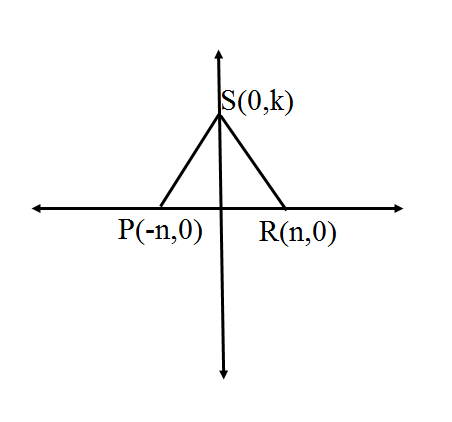 S(0,k)
P(-n,0)
R(n,0)